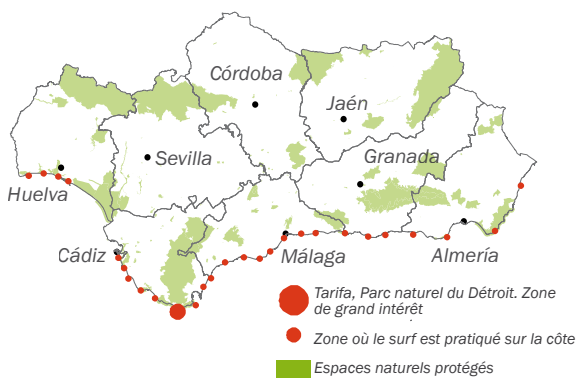 Córdoba
Jaén
Sevilla
Granada
Huelva
Cádiz
Málaga
Almería
Tarifa, Parc naturel du Détroit. Zone
de grand intérêt
Zone où le surf est pratiqué sur la côte
Espaces naturels protégés